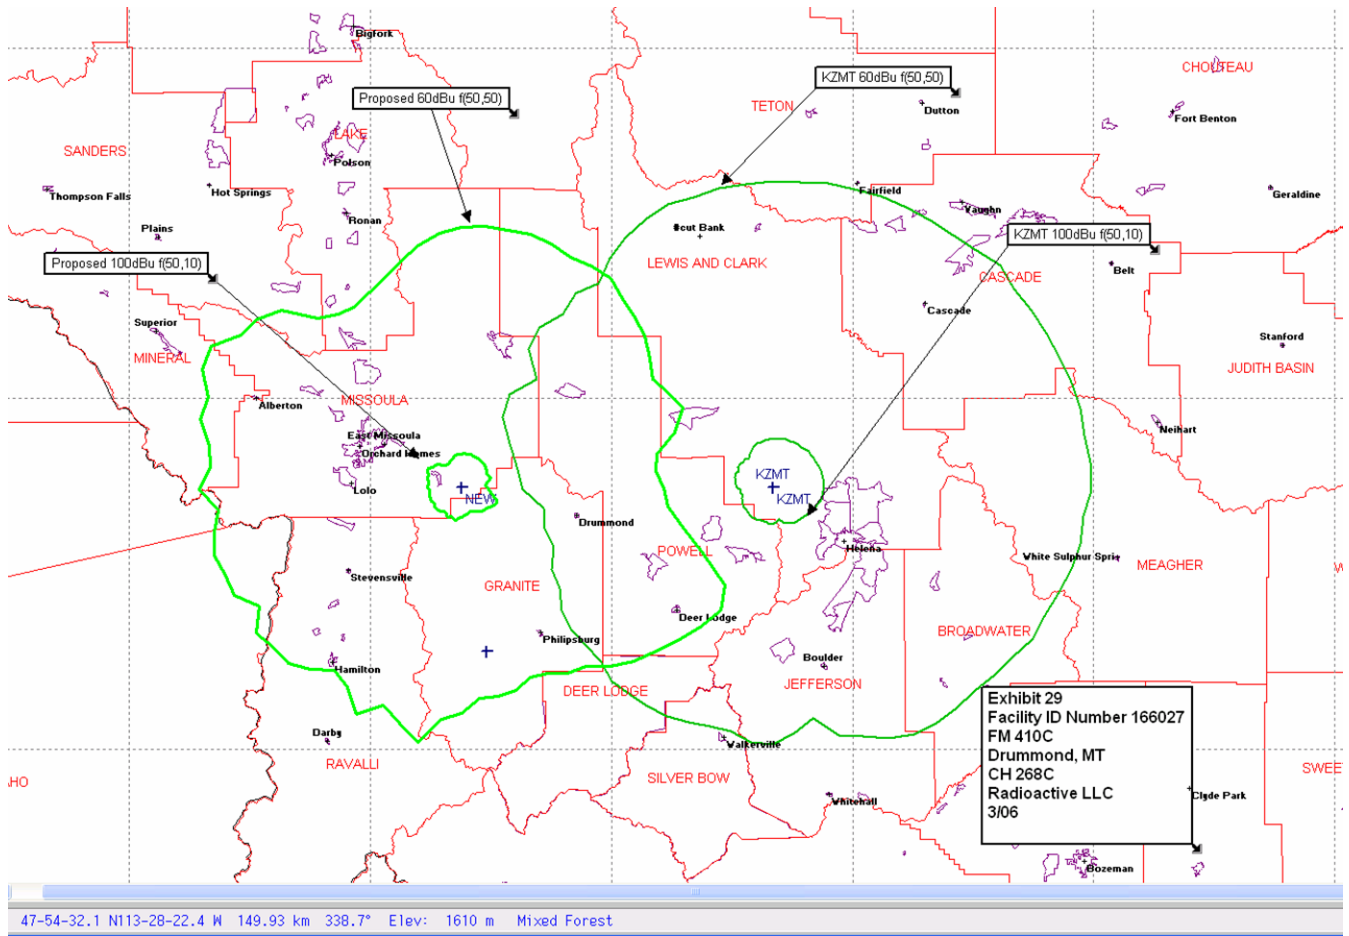 Bigfork
KZMT 60dBu f(50,50)
CHOUTEAU
Proposed 60dBu f(50,50)
TETON
Dutton
Fort Benton
LAKE
SANDERS
Polson
Thompson Falls
Hot Springs
Fairfield
Geraldine
Ronan
Vaughn
Plains
cut Bank
KZMT 100dBu f(50,10)
Proposed 100dBu f(50,10)
LEWIS AND CLARK
CASCADE
Belt
Cascade
Superior
Stanford
MINERAL
JUDITH BASIN
MISSOULA
Alberton
Neihart
East Missoula
Orchard Homes
KZMT
Lolo
NEW
KZMT
Drummond
Helena
POWELL
White Sulphur Spri
MEAGHER
W
Stevensville
GRANITE
Deer Lodge
BROADWATER
Philipsburg
Hamilton
Boulder
JEFFERSON
DEER LODGE
Exhibit 29
Facility ID Number 166027
FM 410C
Drummond, MT
CH 268C
Radioactive LLC
3/06
Darby
Walkerville
RAVALLI
SWEE
AHO
SILVER BOW
Whitehall
Clyde Park
Bozeman
47-54-32.1 N113-28-22.4 W 149.93 km 338.7° Elev: 1610 m Mixed Forest